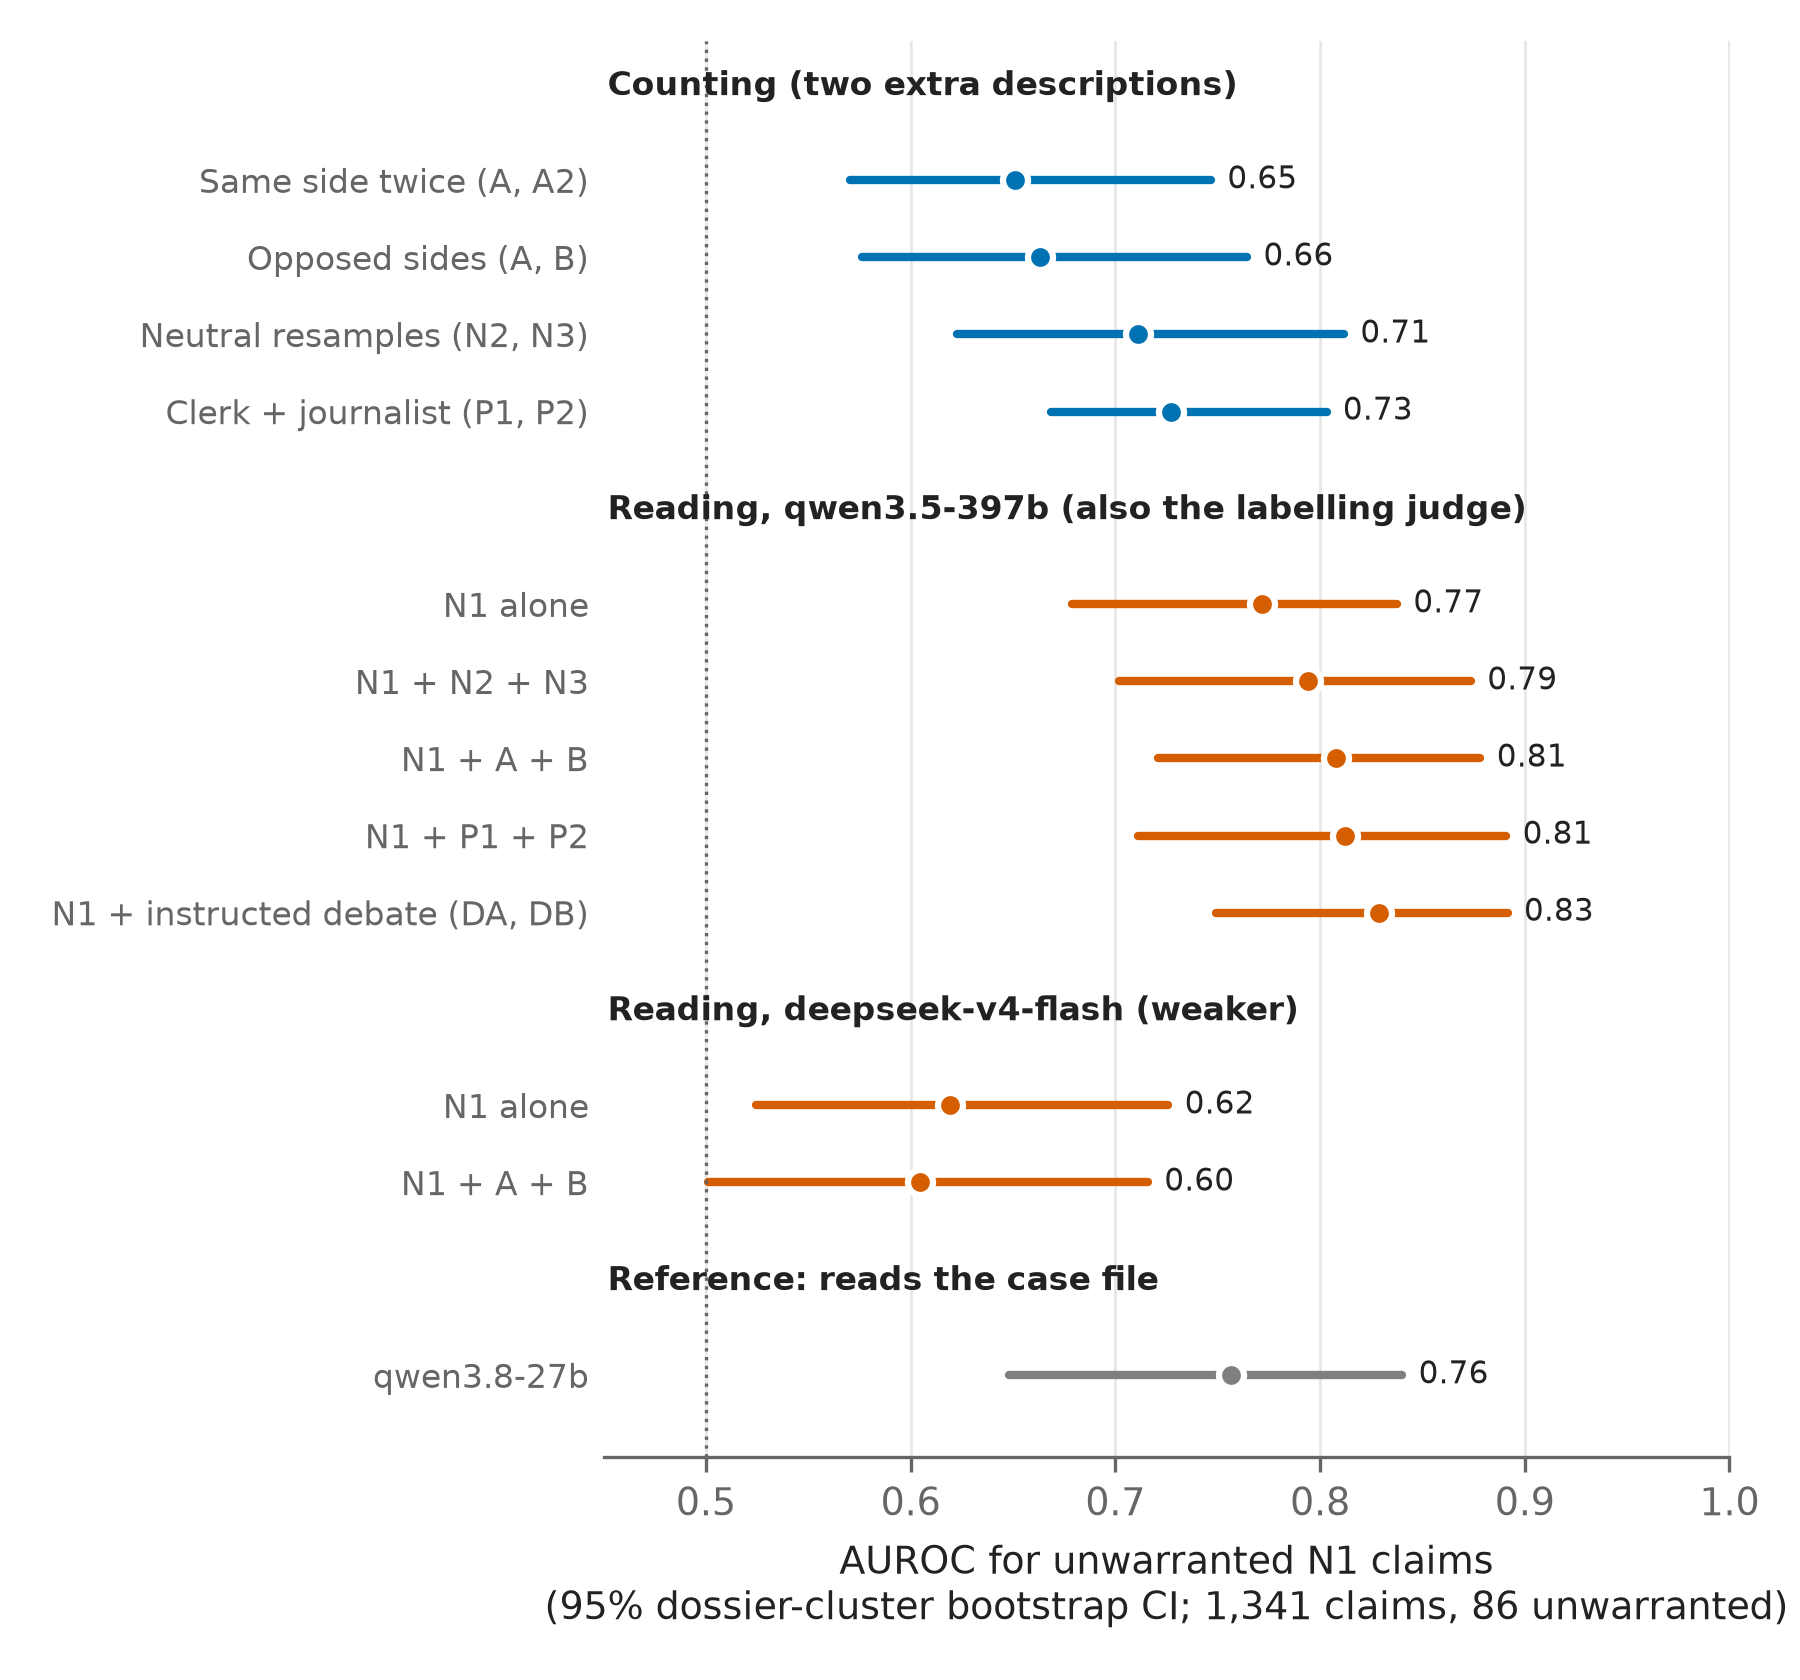 Counting (two extra descriptions)
Same side twice (A, A2) 0.65
Opposed sides (A, B) 0.66
Neutral resamples (N2, N3) 0.71
Clerk + journalist (P1, P2) 0.73
Reading, qwen3.5-397b (also the labelling judge)
N1 alone 0.77
N1 + N2 + N3 0.79
N1 + A + B 0.81
N1 + P1 + P2 0.81
N1 + instructed debate (DA, DB) 0.83
Reading, deepseek-v4-flash (weaker)
N1 alone 0.62
N1 + A + B 0.60
Reference: reads the case file
qwen3.8-27b 0.76
0.5 0.6 0.7 0.8 0.9 1.0
AUROC for unwarranted N1 claims
(95% dossier-cluster bootstrap CI; 1,341 claims, 86 unwarranted)